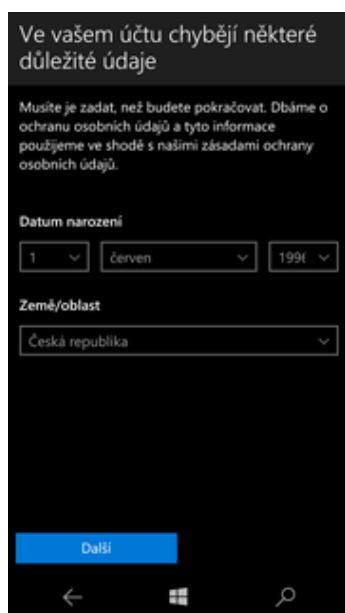 Ve vašem účtu chybějí některé
důležité údaje
Musíte je zadat, než budete pokračovat. Dbáme o
ochranu osobních údajů a tyto informace
použijeme ve shodě s našimi zásadami ochrany
osobních údajů.
Datum narození
1 červen 199
Země/oblast
Česká republika
Další